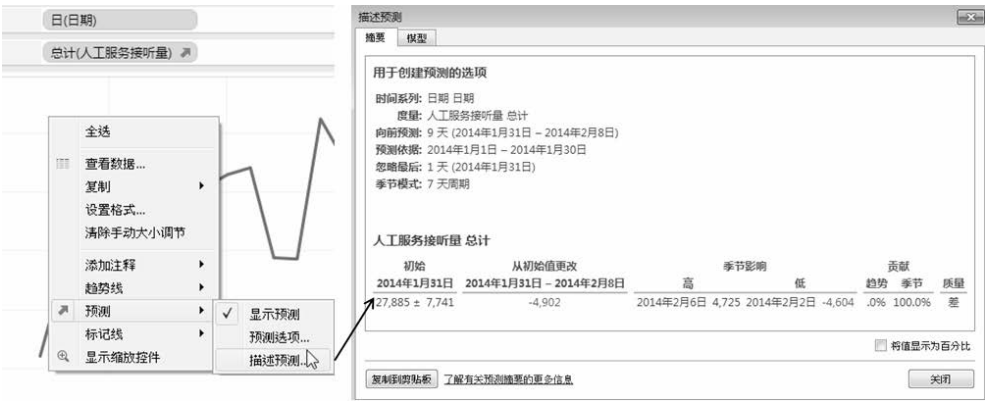 日(日期)
总计(人工服务接听量)
全选
查看数据...
复制
设置格式...
清除手动大小调节
添加注释
趋势线
预测
标记线
显示缩放控件
显示预测
预测选项...
描述预测...
描述预测
摘要 模型
用于创建预测的选项
时间系列: 日期 日期
度量: 人工服务接听量 总计
向前预测: 9 天 (2014年1月31日 – 2014年2月8日)
预测依据: 2014年1月1日 – 2014年1月30日
忽略最后: 1 天 (2014年1月31日)
季节模式: 7 天周期
人工服务接听量 总计
初始 从初始值更改 季节影响 贡献
2014年1月31日 2014年1月31日 – 2014年2月8日 高 低 趋势 季节 质量
27,885 ± 7,741 -4,902 2014年2月6日 4,725 2014年2月2日 -4,604 .0% 100.0% 差
将值显示为百分比
复制到剪贴板 了解有关预测摘要的更多信息 关闭